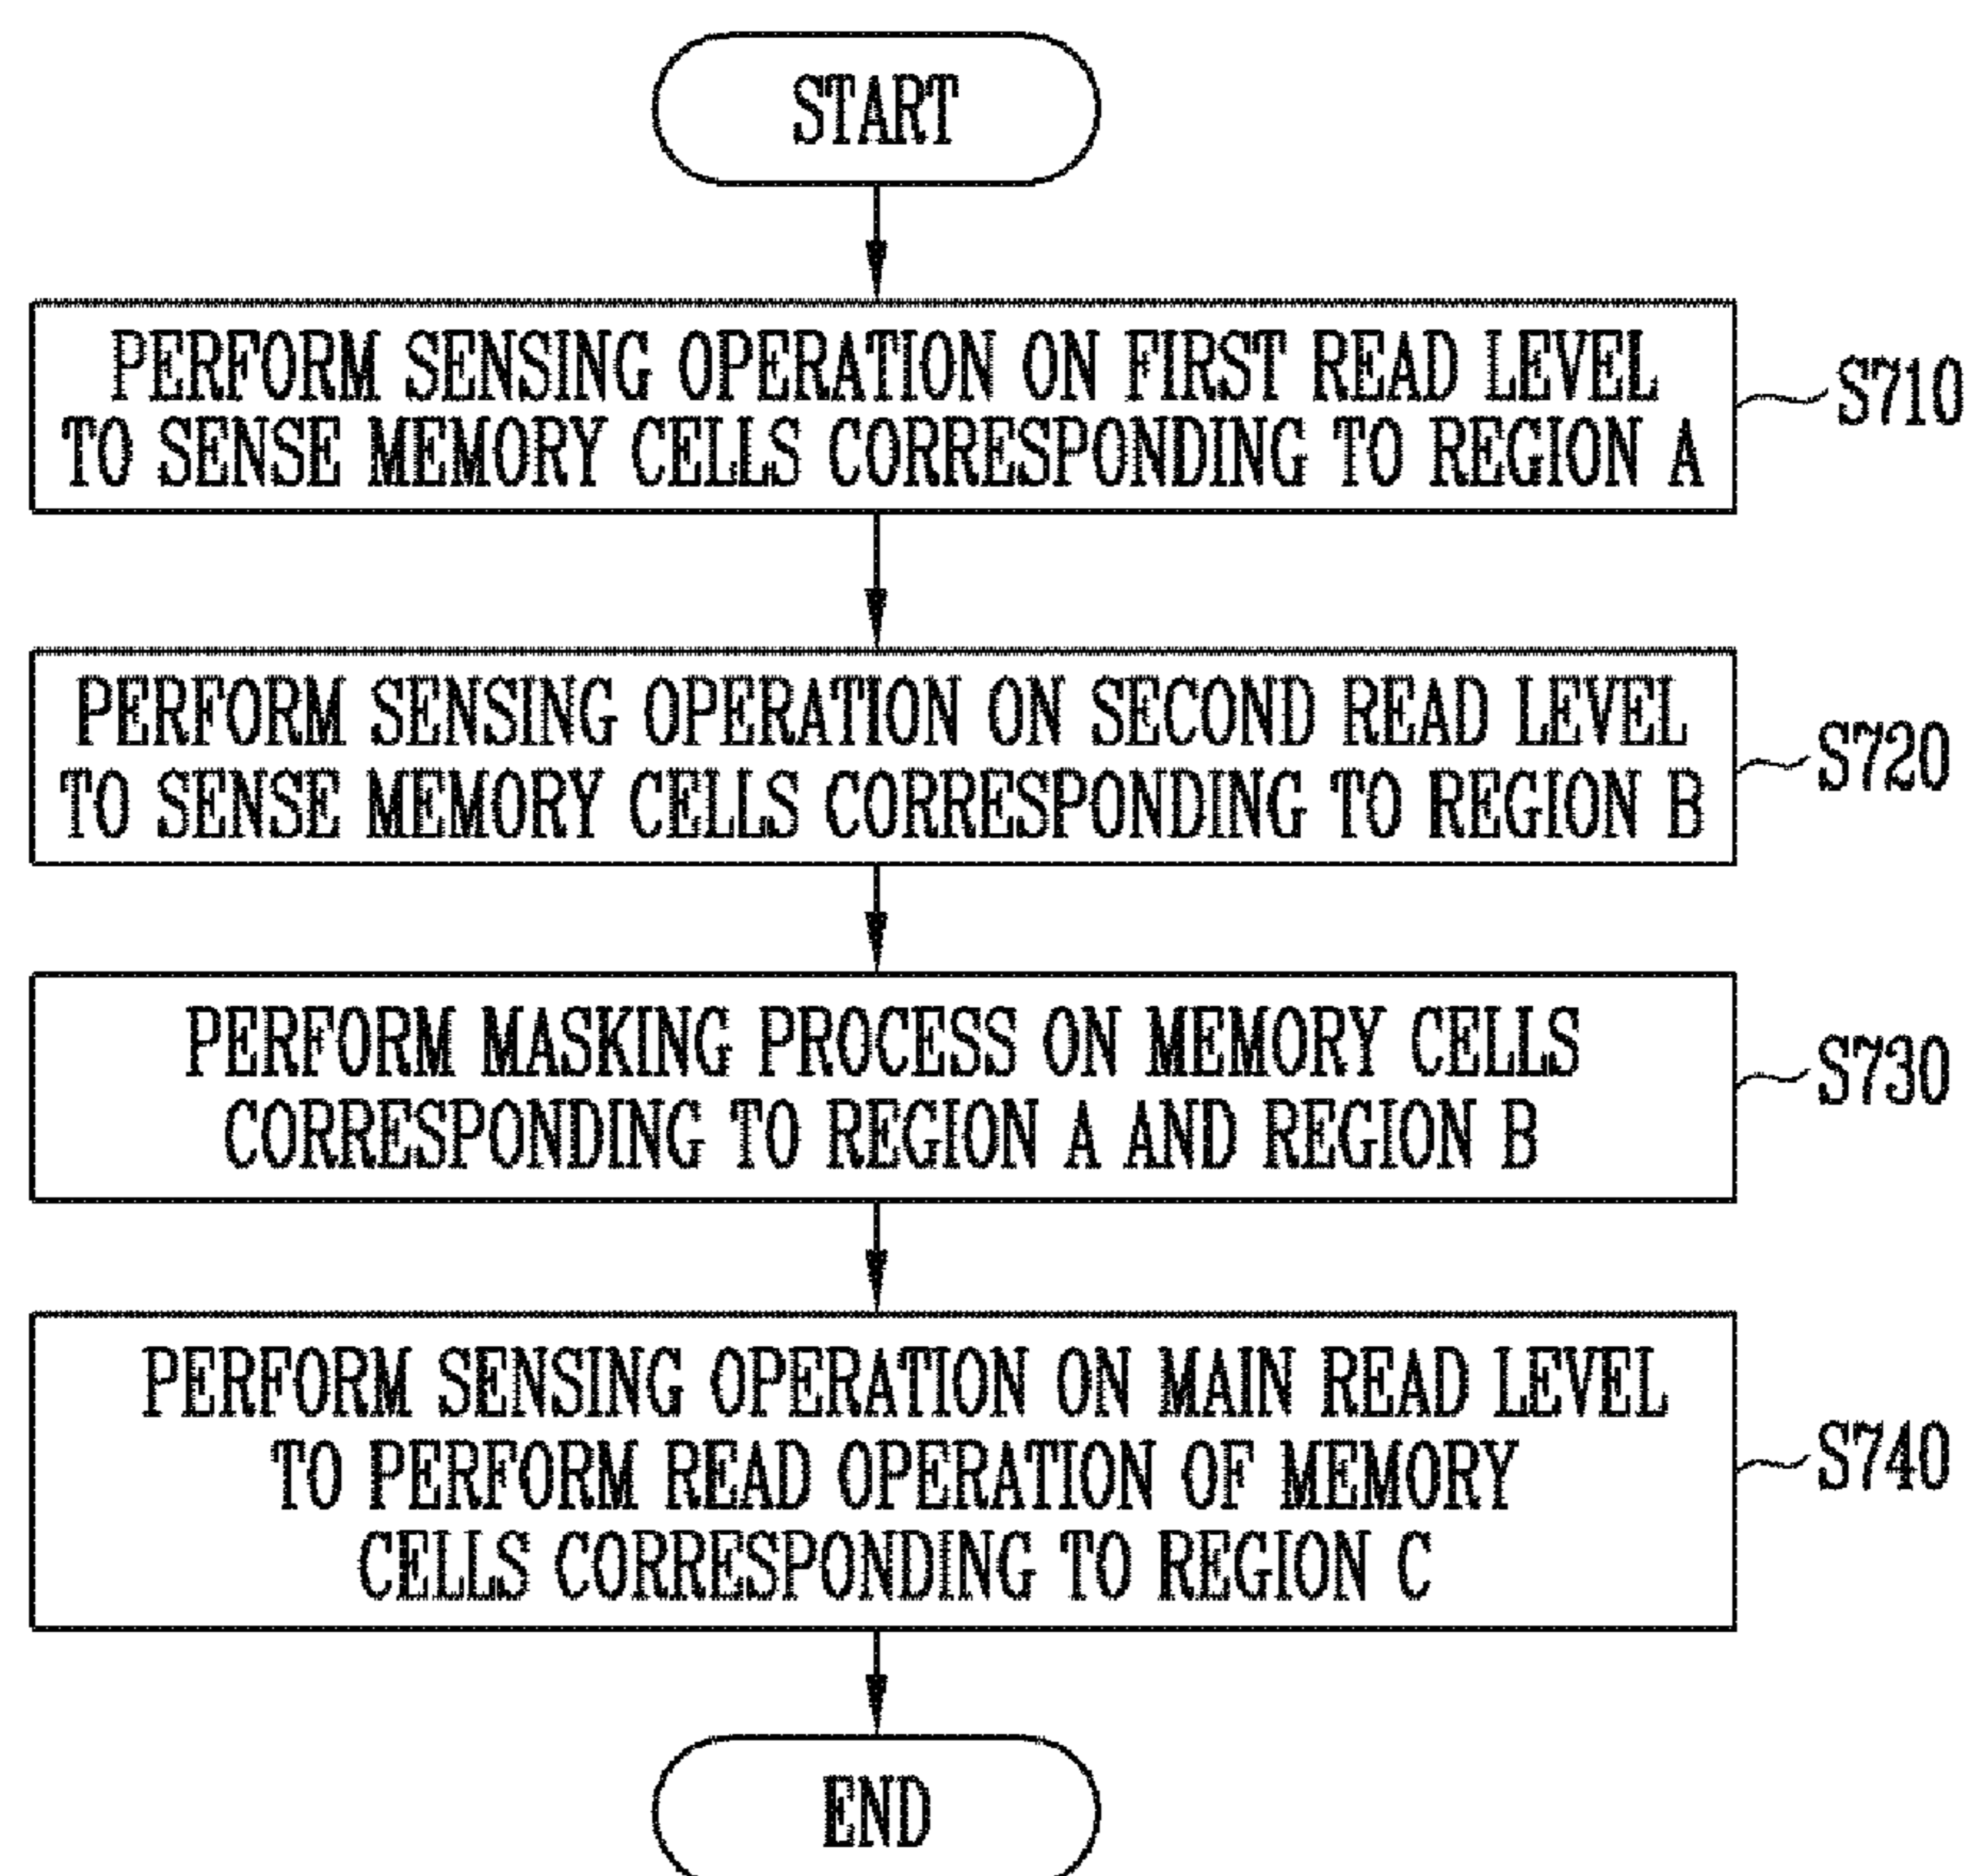 START
PERFORM SENSING OPERATION ON FIRST READ LEVEL
TO SENSE MEMORY CELLS CORRESPONDING TO REGION A
S710
PERFORM SENSING OPERATION ON SECOND READ LEVEL
TO SENSE MEMORY CELLS CORRESPONDING TO REGION B
S720
PERFORM MASKING PROCESS ON MEMORY CELLS
CORRESPONDING TO REGION A AND REGION B
S730
PERFORM SENSING OPERATION ON MAIN READ LEVEL
TO PERFORM READ OPERATION OF MEMORY
CELLS CORRESPONDING TO REGION C
S740
END